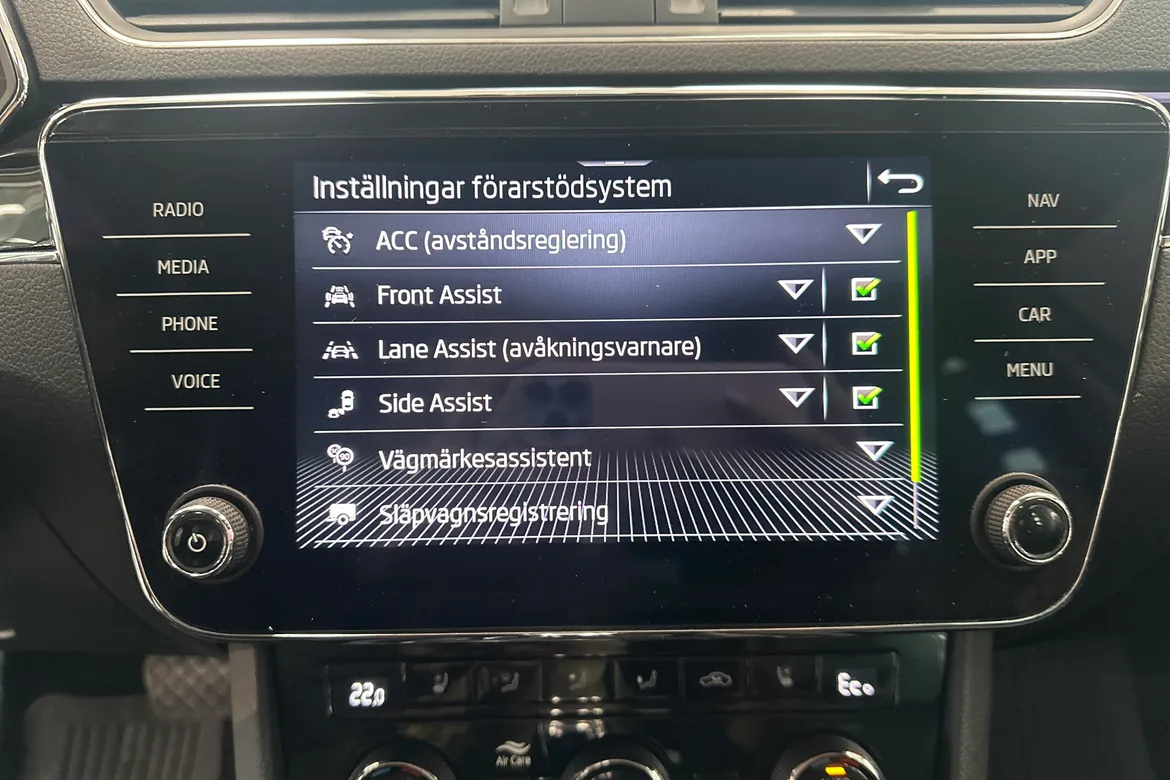 RADIO
MEDIA
PHONE
VOICE
Inställningar förarstödsystem
ACC (avståndsreglering)
Front Assist
Lane Assist (avåkningsvarnare)
Side Assist
90
Vägmärkesassistent
Släpvagnsregistrering
NAV
APP
CAR
MENU
22.0
Eco
Air Care